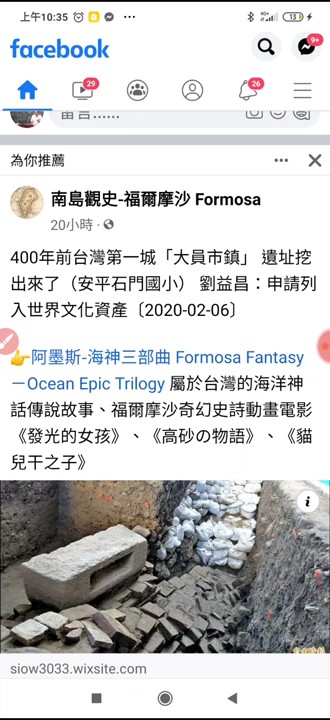 上午10:35
4G+
13
facebook
9+
29
26
留言......
為你推薦
南島觀史-福爾摩沙 Formosa
20小時
400年前台灣第一城「大員市鎮」 遺址挖
出來了（安平石門國小） 劉益昌：申請列
入世界文化資產〔2020-02-06〕
👉阿墨斯-海神三部曲 Formosa Fantasy
－Ocean Epic Trilogy 屬於台灣的海洋神
話傳說故事、福爾摩沙奇幻史詩動畫電影
《發光的女孩》、《高砂の物語》、《貓
兒干之子》
siow3033.wixsite.com